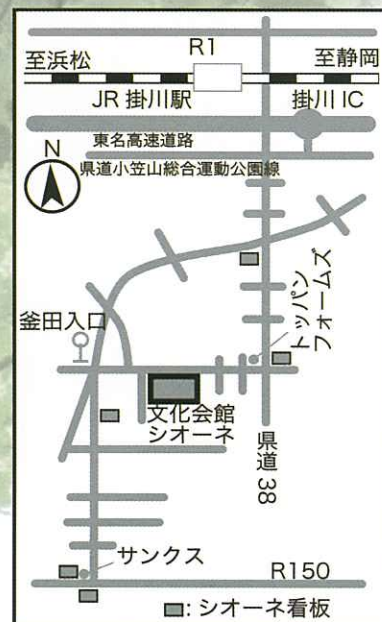 R1
至浜松
至静岡
JR 掛川駅
掛川 IC
東名高速道路
N
県道小笠山総合運動公園線
トッパン
フォームズ
釜田入口
文化会館
シオーネ
県道 38
サンクス
R150
: シオーネ看板